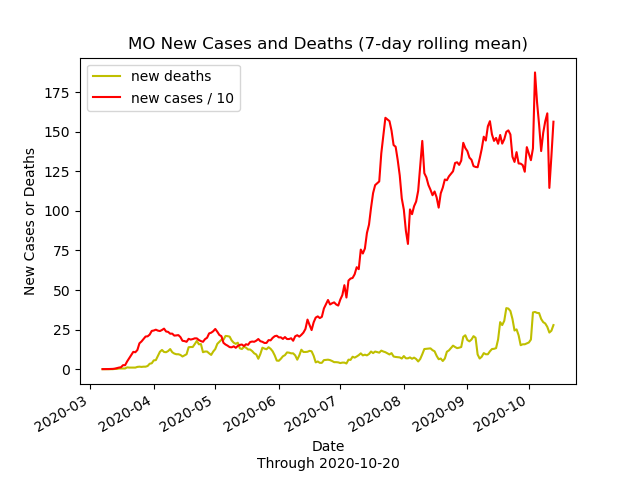 MO New Cases and Deaths (7-day rolling mean)
new deaths
new cases / 10
175
150
125
100
75
50
25
0
New Cases or Deaths
2020-03
2020-04
2020-05
2020-06
2020-07
2020-08
2020-09
2020-10
Date
Through 2020-10-20